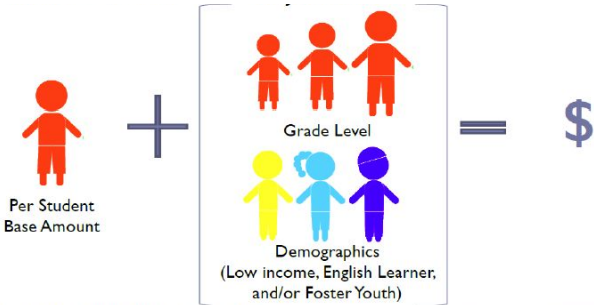 Per Student
Base Amount
+
Grade Level
Demographics
(Low income, English Learner,
and/or Foster Youth)
=
$